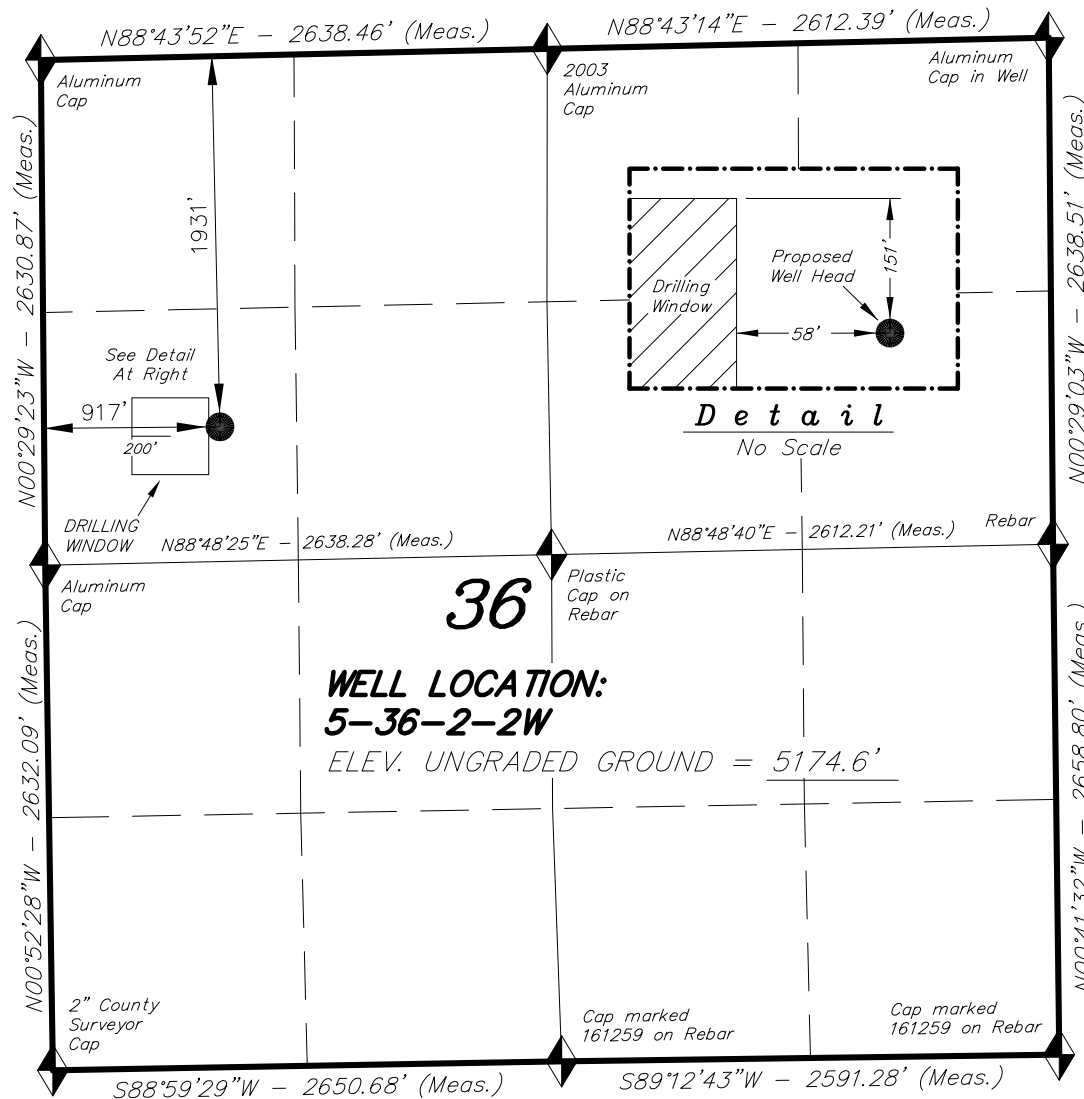 N88°43'52"E - 2638.46' (Meas.)
N88°43'14"E - 2612.39' (Meas.)
Aluminum
Cap
2003
Aluminum
Cap
Aluminum
Cap in Well
N00°29'23"W - 2630.87' (Meas.)
N00°29'03"W - 2638.51' (Meas.)
1931'
Drilling
Window
Proposed
Well Head
151'
58'
Detail
No Scale
See Detail
At Right
917'
200'
DRILLING
WINDOW
N88°48'25"E - 2638.28' (Meas.)
N88°48'40"E - 2612.21' (Meas.)
Rebar
Aluminum
Cap
Plastic
Cap on
Rebar
36
WELL LOCATION:
5-36-2-2W
ELEV. UNGRADED GROUND = 5174.6'
N00°52'28"W - 2632.09' (Meas.)
N00°41'32"W - 2658.80' (Meas.)
2" County
Surveyor
Cap
Cap marked
161259 on Rebar
Cap marked
161259 on Rebar
S88°59'29"W - 2650.68' (Meas.)
S89°12'43"W - 2591.28' (Meas.)